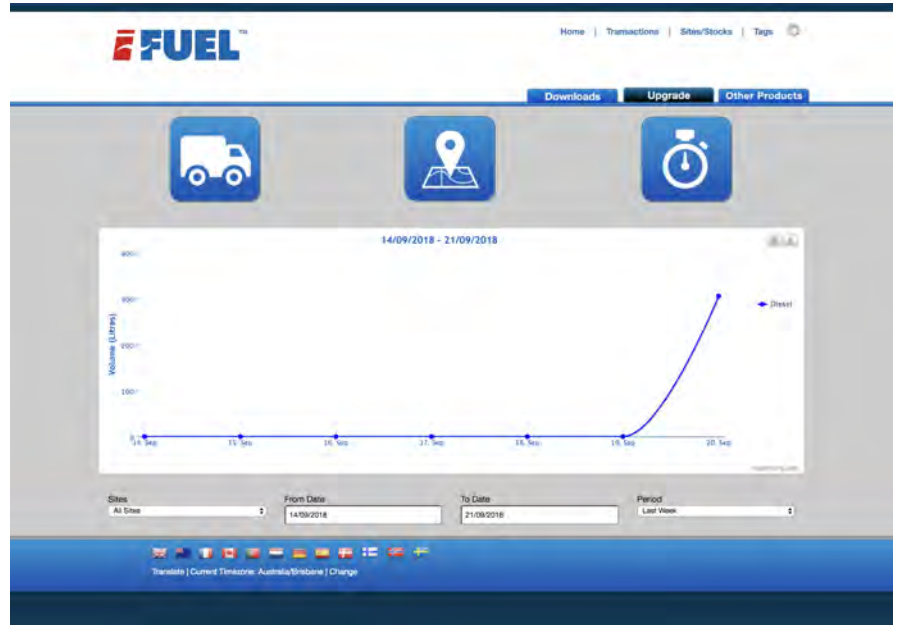 FUEL™
Home | Transactions | Sites/Stocks | Tags
Downloads Upgrade Other Products
14/09/2018 - 21/09/2018
Diesel
Volume (Litres)
0
14. Sep 15. Sep 16. Sep 17. Sep 18. Sep 19. Sep 20. Sep
Sites From Date To Date Period
All Sites 14/09/2018 21/09/2018 Last Week
Translate | Current Timezone: Australia/Brisbane | Change